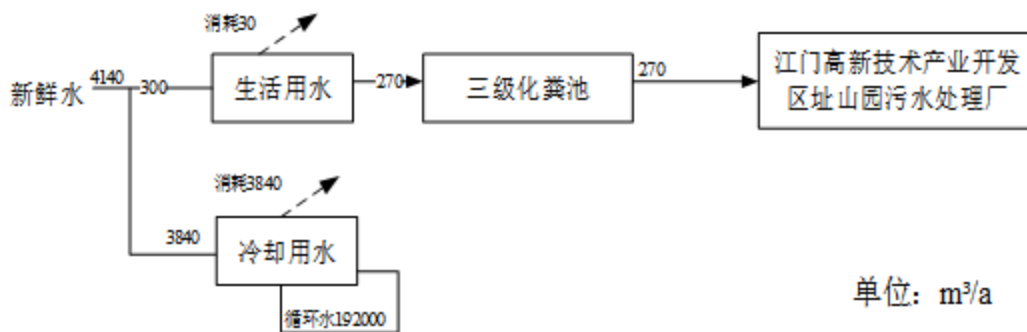 消耗30
新鲜水
4140
300
生活用水
270
三级化粪池
270
江门高新技术产业开发
区址山园污水处理厂
消耗3840
3840
冷却用水
循环水192000
单位：m³/a